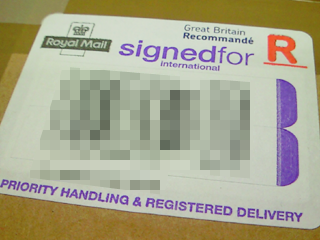 Great Britain
Recommandé
R
Royal Mail
signedfor
international
PRIORITY HANDLING & REGISTERED DELIVERY